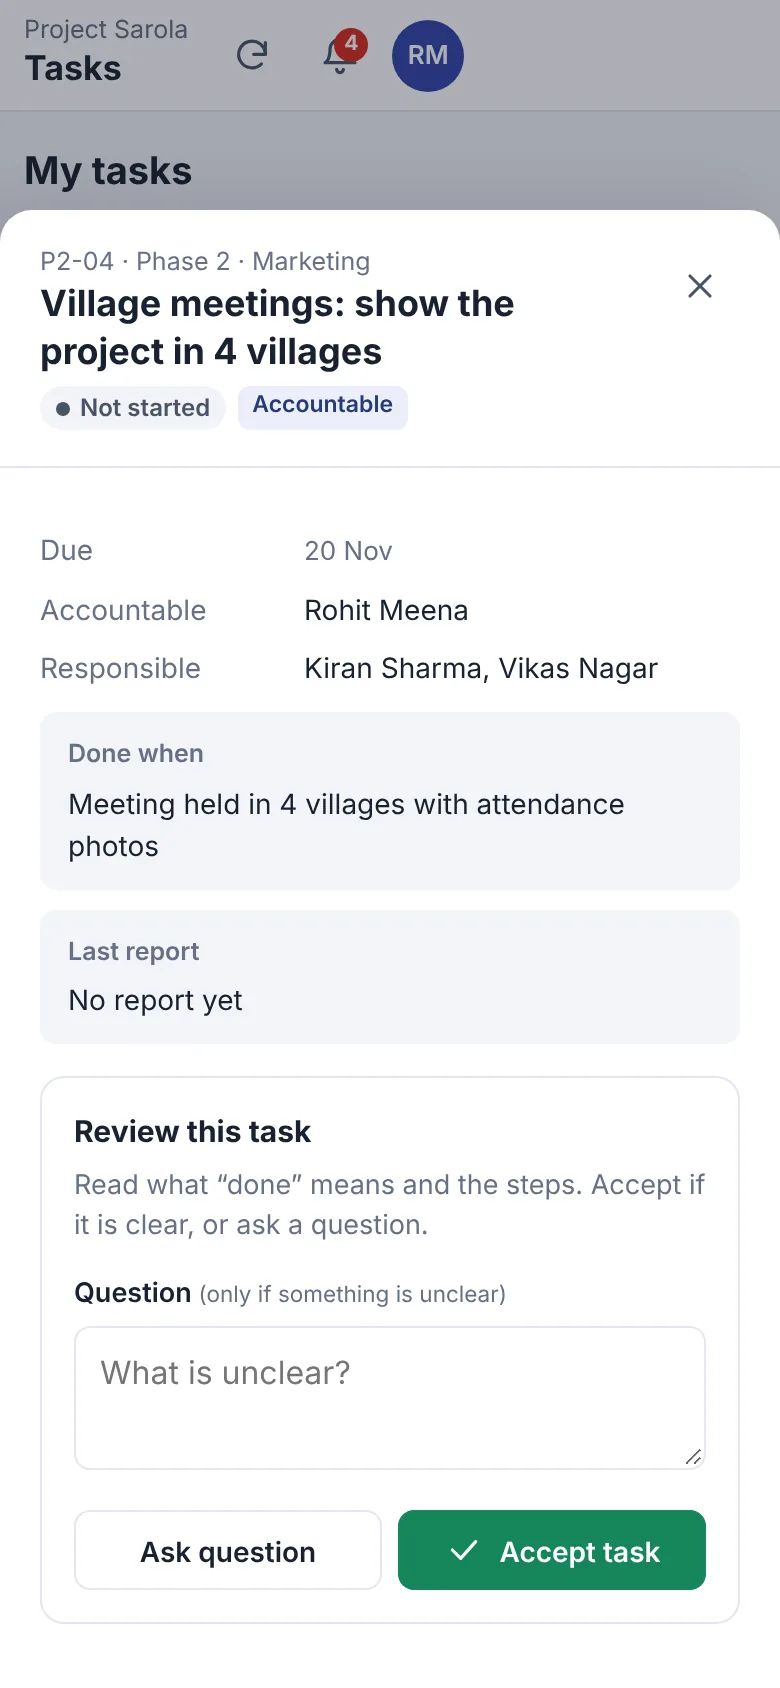 Project Sarola
Tasks
4
RM
My tasks
P2-04 · Phase 2 · Marketing
Village meetings: show the
project in 4 villages
Not started
Accountable
Due
20 Nov
Accountable
Rohit Meena
Responsible
Kiran Sharma, Vikas Nagar
Done when
Meeting held in 4 villages with attendance
photos
Last report
No report yet
Review this task
Read what “done” means and the steps. Accept if
it is clear, or ask a question.
Question (only if something is unclear)
What is unclear?
Ask question
Accept task